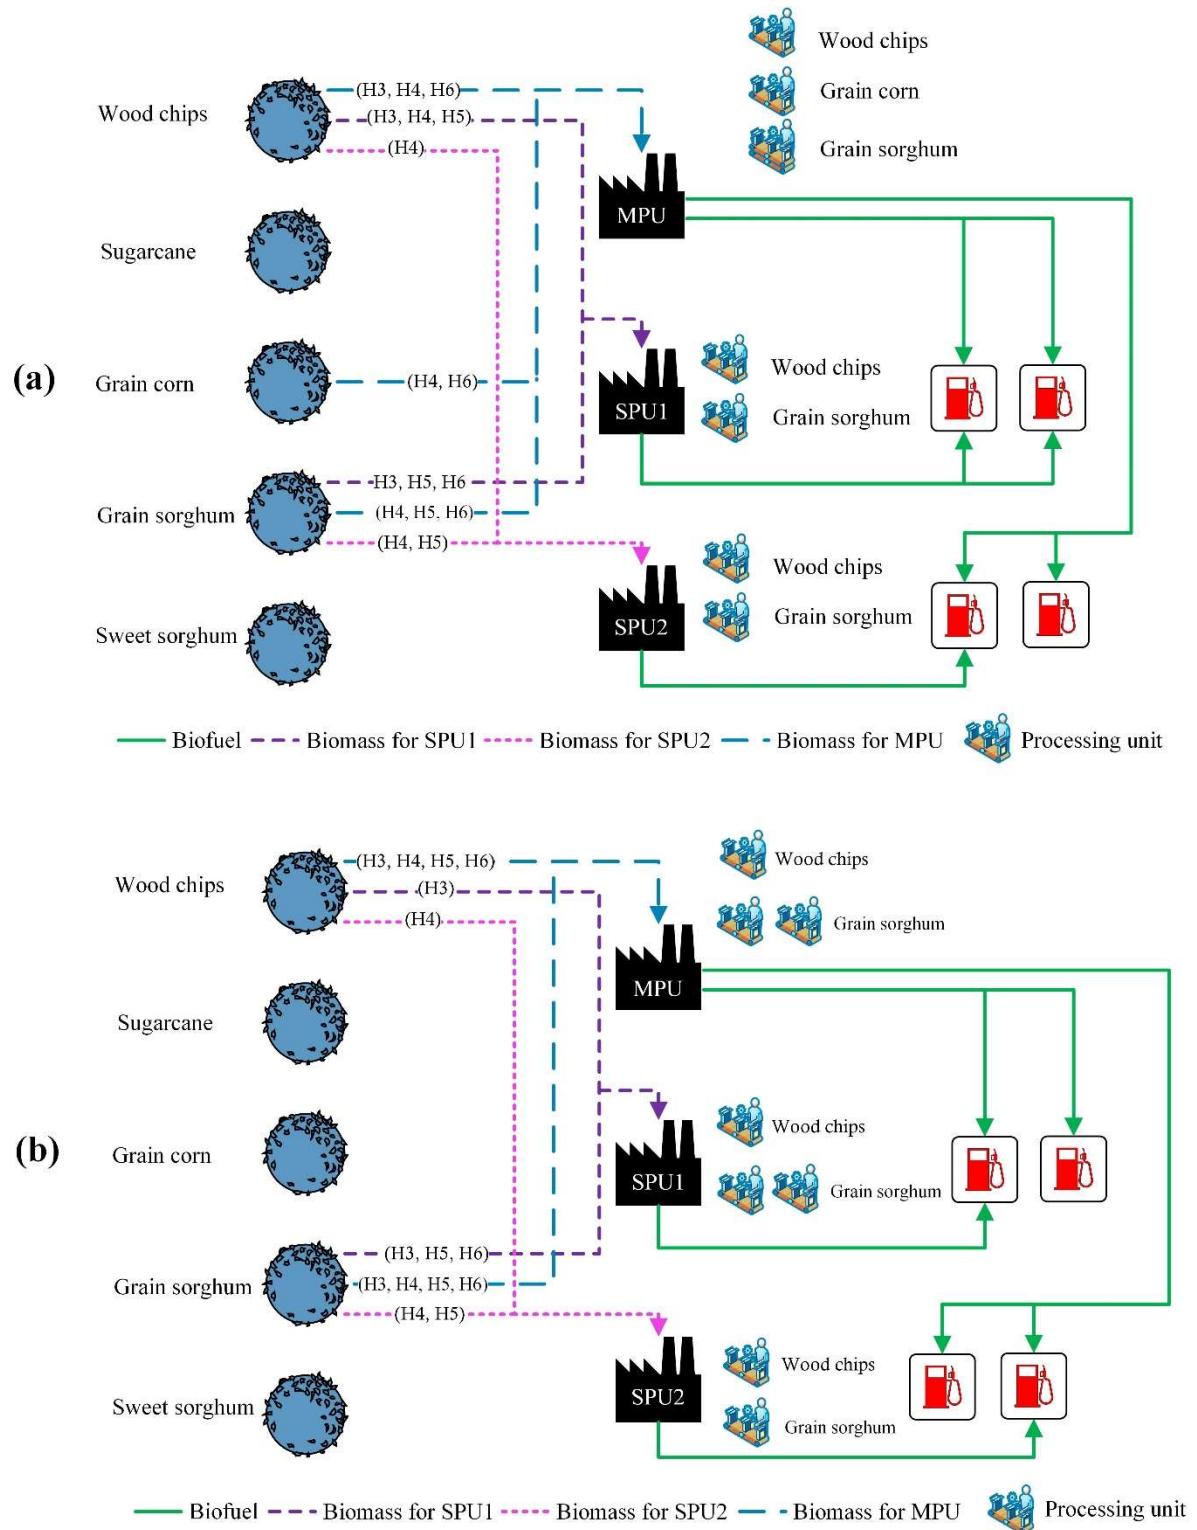 Wood chips
(H3, H4, H6)
(H3, H4, H5)
(H4)
Wood chips
Grain corn
Grain sorghum
MPU
Sugarcane
(a)
Grain corn
(H4, H6)
SPU1
Wood chips
Grain sorghum
Grain sorghum
H3, H5, H6
(H4, H5, H6)
(H4, H5)
Wood chips
Grain sorghum
SPU2
Sweet sorghum
Biofuel Biomass for SPU1 Biomass for SPU2 Biomass for MPU Processing unit
Wood chips
(H3, H4, H5, H6)
(H3)
(H4)
Wood chips
Grain sorghum
MPU
Sugarcane
(b)
Grain corn
SPU1
Wood chips
Grain sorghum
Grain sorghum
(H3, H5, H6)
(H3, H4, H5, H6)
(H4, H5)
Wood chips
Grain sorghum
SPU2
Sweet sorghum
Biofuel Biomass for SPU1 Biomass for SPU2 Biomass for MPU Processing unit